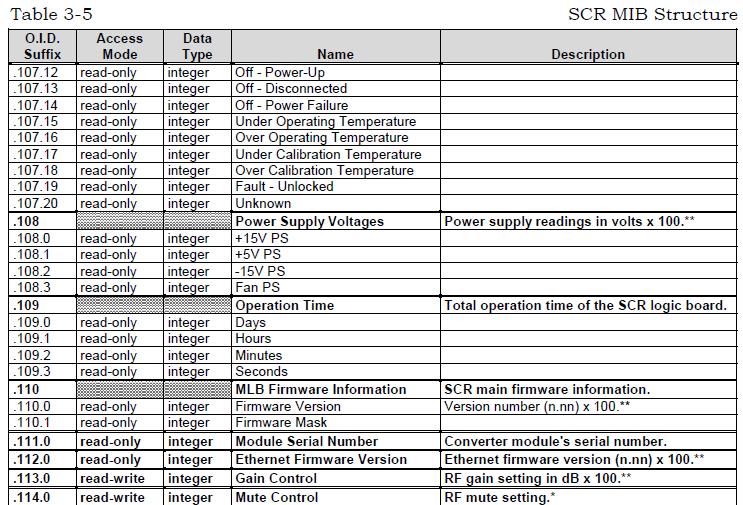 Table 3-5 SCR MIB Structure
O.I.D. Suffix Access Mode Data Type Name Description
.107.12 read-only integer Off - Power-Up
.107.13 read-only integer Off - Disconnected
.107.14 read-only integer Off - Power Failure
.107.15 read-only integer Under Operating Temperature
.107.16 read-only integer Over Operating Temperature
.107.17 read-only integer Under Calibration Temperature
.107.18 read-only integer Over Calibration Temperature
.107.19 read-only integer Fault - Unlocked
.107.20 read-only integer Unknown
.108 Power Supply Voltages Power supply readings in volts x 100.**
.108.0 read-only integer +15V PS
.108.1 read-only integer +5V PS
.108.2 read-only integer -15V PS
.108.3 read-only integer Fan PS
.109 Operation Time Total operation time of the SCR logic board.
.109.0 read-only integer Days
.109.1 read-only integer Hours
.109.2 read-only integer Minutes
.109.3 read-only integer Seconds
.110 MLB Firmware Information SCR main firmware information.
.110.0 read-only integer Firmware Version Version number (n.nn) x 100.**
.110.1 read-only integer Firmware Mask
.111.0 read-only integer Module Serial Number Converter module's serial number.
.112.0 read-only integer Ethernet Firmware Version Ethernet firmware version (n.nn) x 100.**
.113.0 read-write integer Gain Control RF gain setting in dB x 100.**
.114.0 read-write integer Mute Control RF mute setting.*